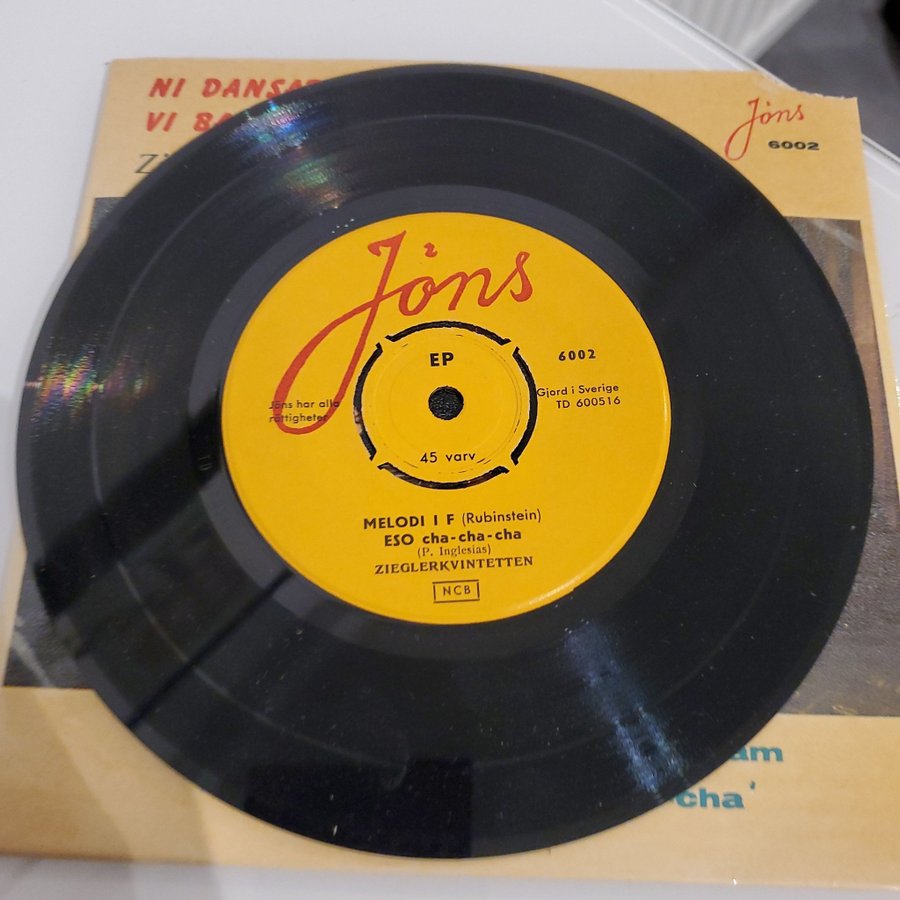 NI DANSAR
VI
Jöns
6002
Jöns
EP
6002
Jöns har alla
rättigheter
Gjord i Sverige
TD 600516
45 varv
MELODI I F (Rubinstein)
ESO cha-cha-cha
(P. Inglesias)
ZIEGLERKVINTETTEN
NCB
cha'